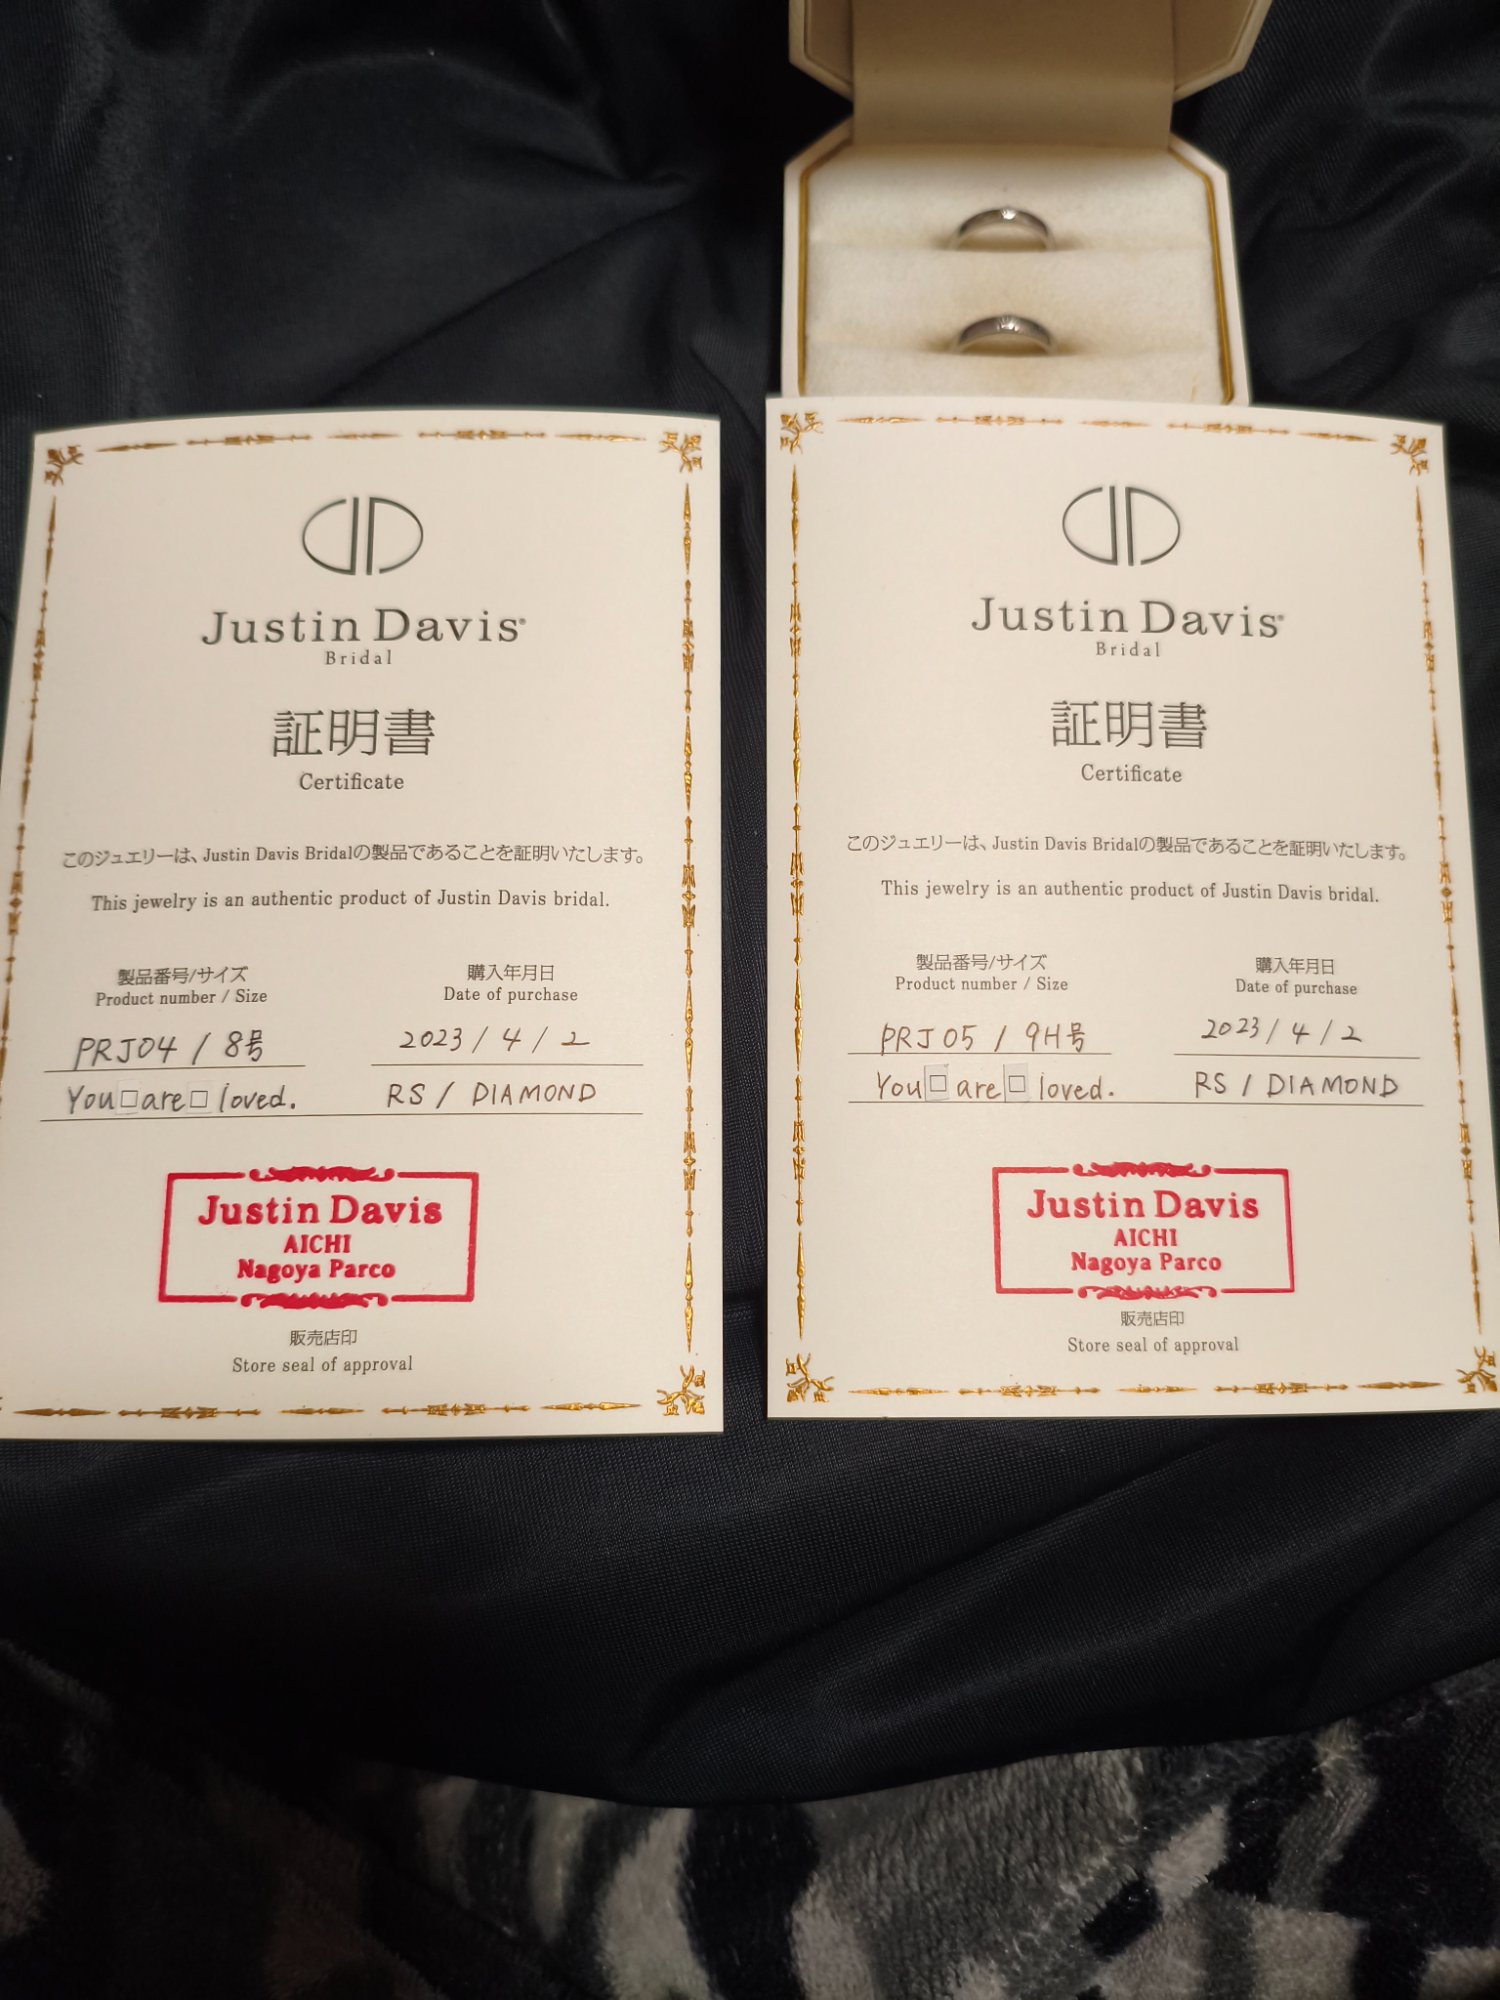 Justin Davis®
Bridal
証明書
Certificate
このジュエリーは、Justin Davis Bridalの製品であることを証明いたします。
This jewelry is an authentic product of Justin Davis bridal.
製品番号/サイズ 購入年月日
Product number / Size Date of purchase
PRJ04 / 8号 2023 / 4 / 2
You□are□loved. RS / DIAMOND
Justin Davis
AICHI
Nagoya Parco
販売店印
Store seal of approval
Justin Davis®
Bridal
証明書
Certificate
このジュエリーは、Justin Davis Bridalの製品であることを証明いたします。
This jewelry is an authentic product of Justin Davis bridal.
製品番号/サイズ 購入年月日
Product number / Size Date of purchase
PRJ05 / 9H号 2023 / 4 / 2
You□are□loved. RS / DIAMOND
Justin Davis
AICHI
Nagoya Parco
販売店印
Store seal of approval